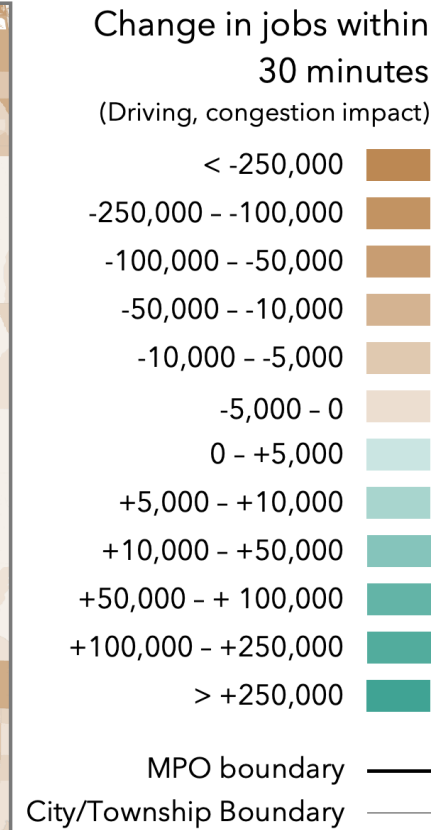 Change in jobs within
30 minutes
(Driving, congestion impact)
< -250,000
-250,000 – -100,000
-100,000 – -50,000
-50,000 – -10,000
-10,000 – -5,000
-5,000 – 0
0 – +5,000
+5,000 – +10,000
+10,000 – +50,000
+50,000 – + 100,000
+100,000 – +250,000
> +250,000
MPO boundary
City/Township Boundary